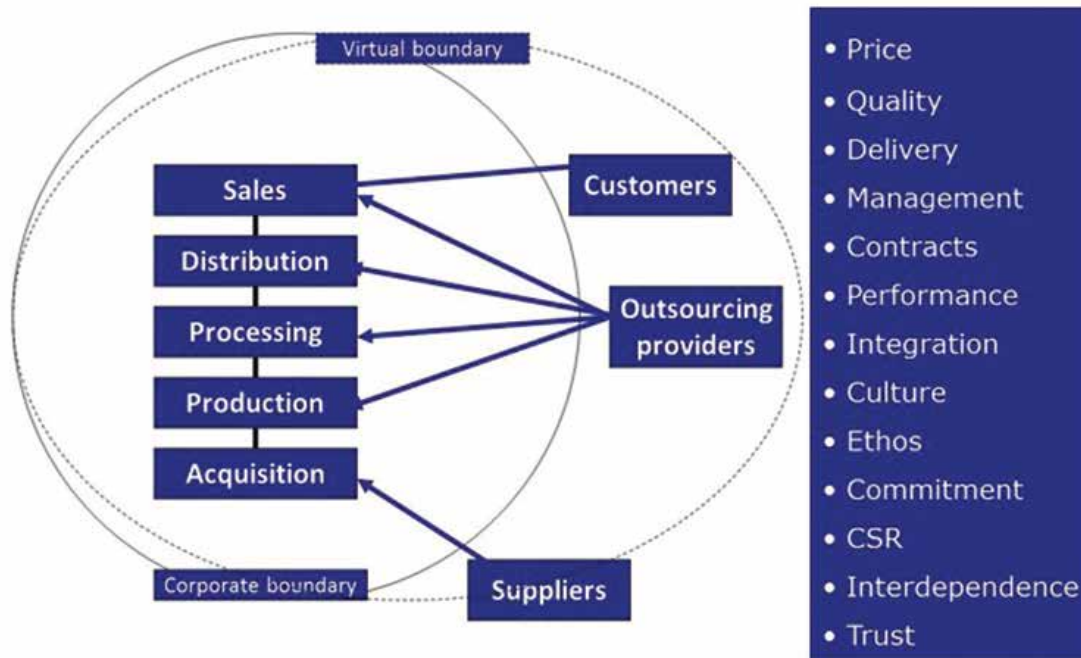 Virtual boundary
Sales
Customers
Distribution
Processing
Outsourcing
providers
Production
Acquisition
Corporate boundary
Suppliers
• Price
• Quality
• Delivery
• Management
• Contracts
• Performance
• Integration
• Culture
• Ethos
• Commitment
• CSR
• Interdependence
• Trust